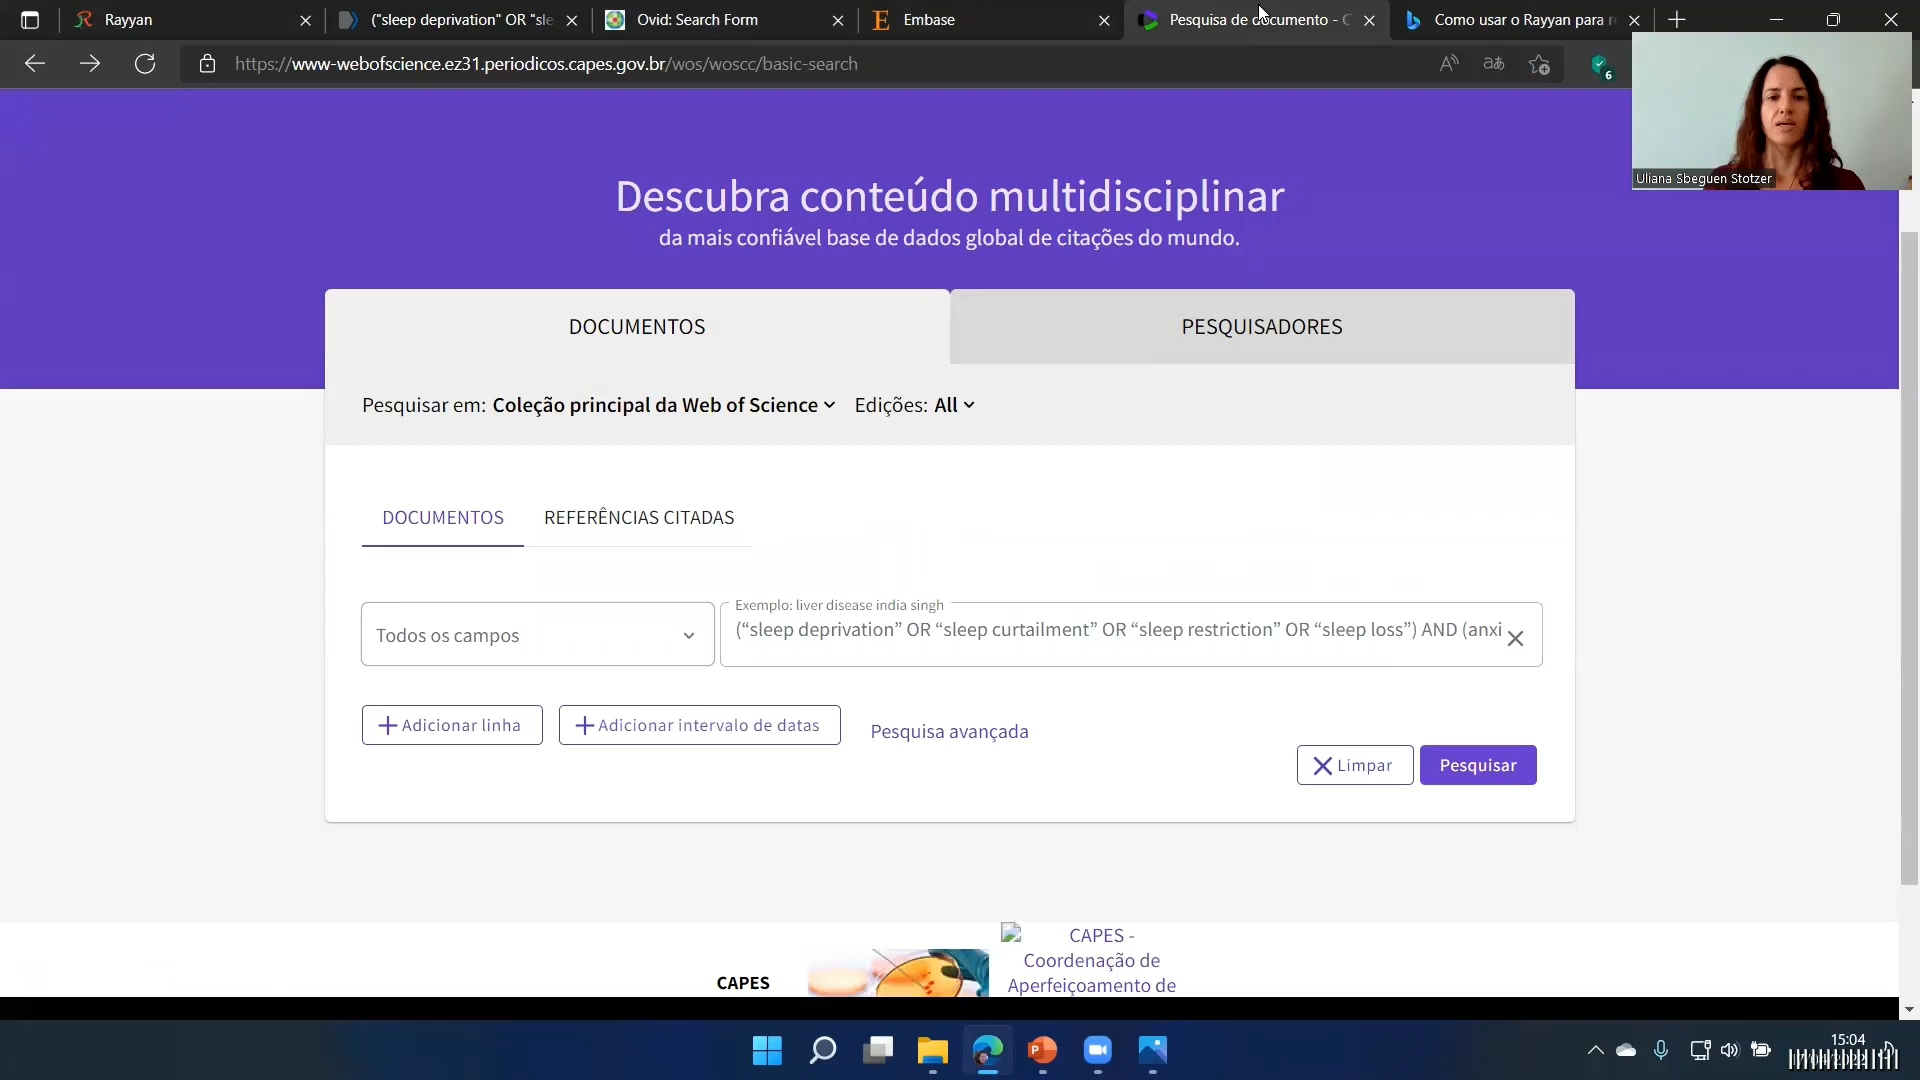 Rayyan
("sleep deprivation" OR "sle
Ovid: Search Form
Embase
Pesquisa de documento - C
Como usar o Rayyan para r
https://www-webofscience.ez31.periodicos.capes.gov.br/wos/woscc/basic-search
6
Uliana Sbeguen Stotzer
Descubra conteúdo multidisciplinar
da mais confiável base de dados global de citações do mundo.
DOCUMENTOS
PESQUISADORES
Pesquisar em: Coleção principal da Web of Science
Edições: All
DOCUMENTOS
REFERÊNCIAS CITADAS
Exemplo: liver disease india singh
Todos os campos
(“sleep deprivation” OR “sleep curtailment” OR “sleep restriction” OR “sleep loss”) AND (anxi
Adicionar linha
Adicionar intervalo de datas
Pesquisa avançada
Limpar
Pesquisar
CAPES
CAPES -
Coordenação de
Aperfeiçoamento de
15:04